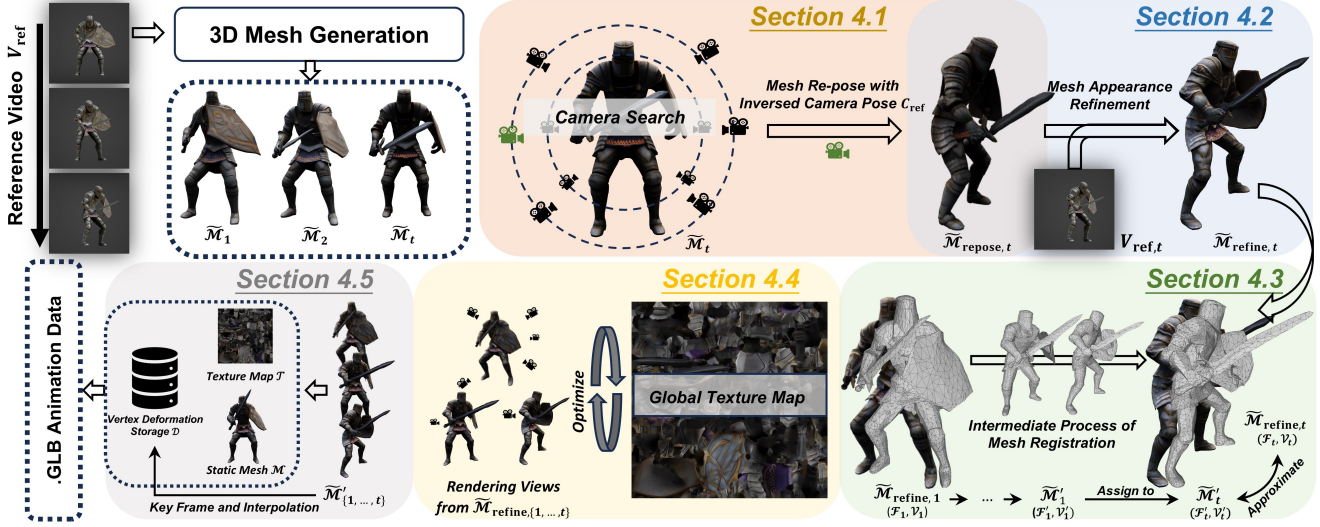 Reference Video V_ref
3D Mesh Generation
M̃_1
M̃_2
M̃_t
Section 4.1
Camera Search
M̃_t
Mesh Re-pose with
Inversed Camera Pose C_ref
Section 4.2
M̃_repose, t
Mesh Appearance
Refinement
V_ref,t
M̃_refine, t
Section 4.3
Intermediate Process of
Mesh Registration
M̃_refine, 1
(F_1, V_1)
...
M̃′_1
(F′_1, V′_1)
Assign to
M̃′_t
(F′_t, V′_t)
Approximate
M̃_refine,t
(F_t, V_t)
Section 4.4
Rendering Views
from M̃_refine,{1, …, t}
Optimize
Global Texture Map
Section 4.5
Texture Map T
Vertex Deformation
Storage D
Static Mesh M
M̃′_{1, …, t}
Key Frame and Interpolation
.GLB Animation Data